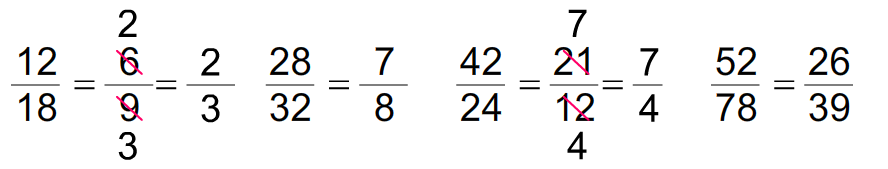 2 7
12/18 = 6/9 = 2/3 28/32 = 7/8 42/24 = 21/12 = 7/4 52/78 = 26/39
3 4